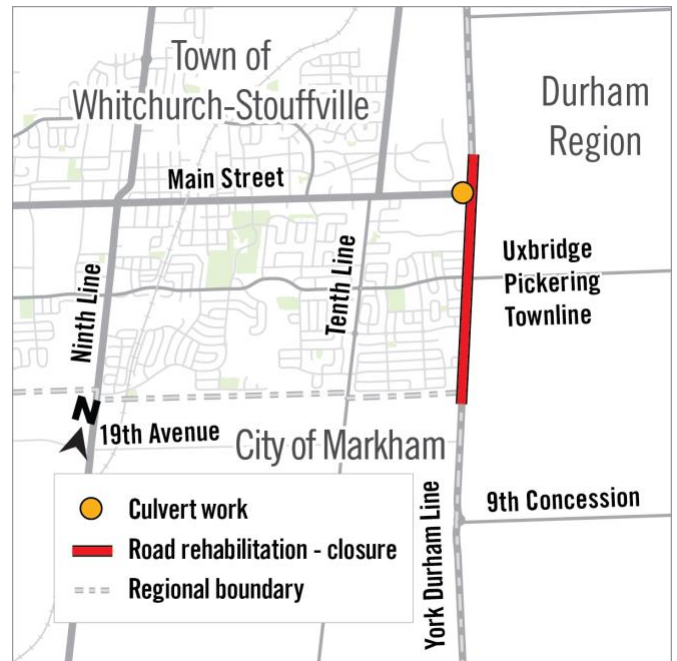 Town of
Whitchurch-Stouffville
Durham
Region
Main Street
Uxbridge
Pickering
Townline
Ninth Line
Tenth Line
N
19th Avenue
City of Markham
9th Concession
York Durham Line
Culvert work
Road rehabilitation - closure
Regional boundary